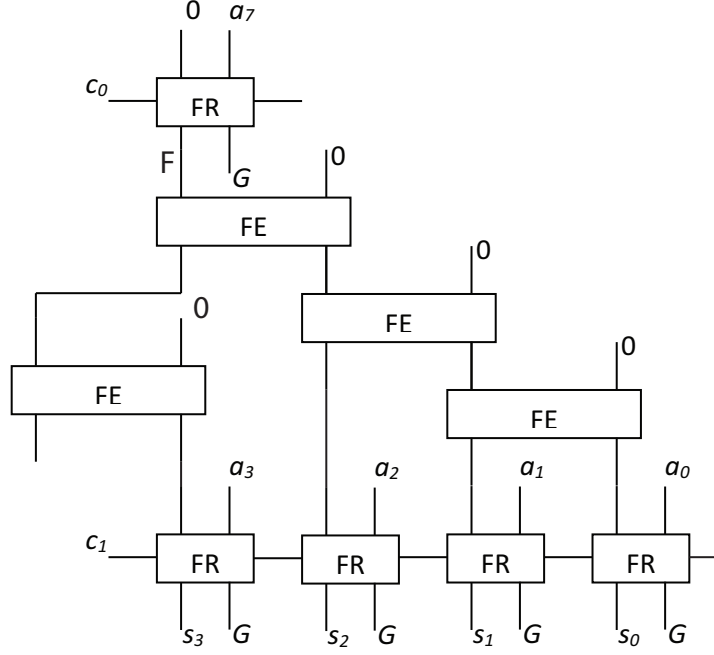 0 a₇
c₀ FR
F G 0
FE
0
0 FE
0
FE FE
a₃ a₂ a₁ a₀
c₁ FR FR FR FR
s₃ G s₂ G s₁ G s₀ G